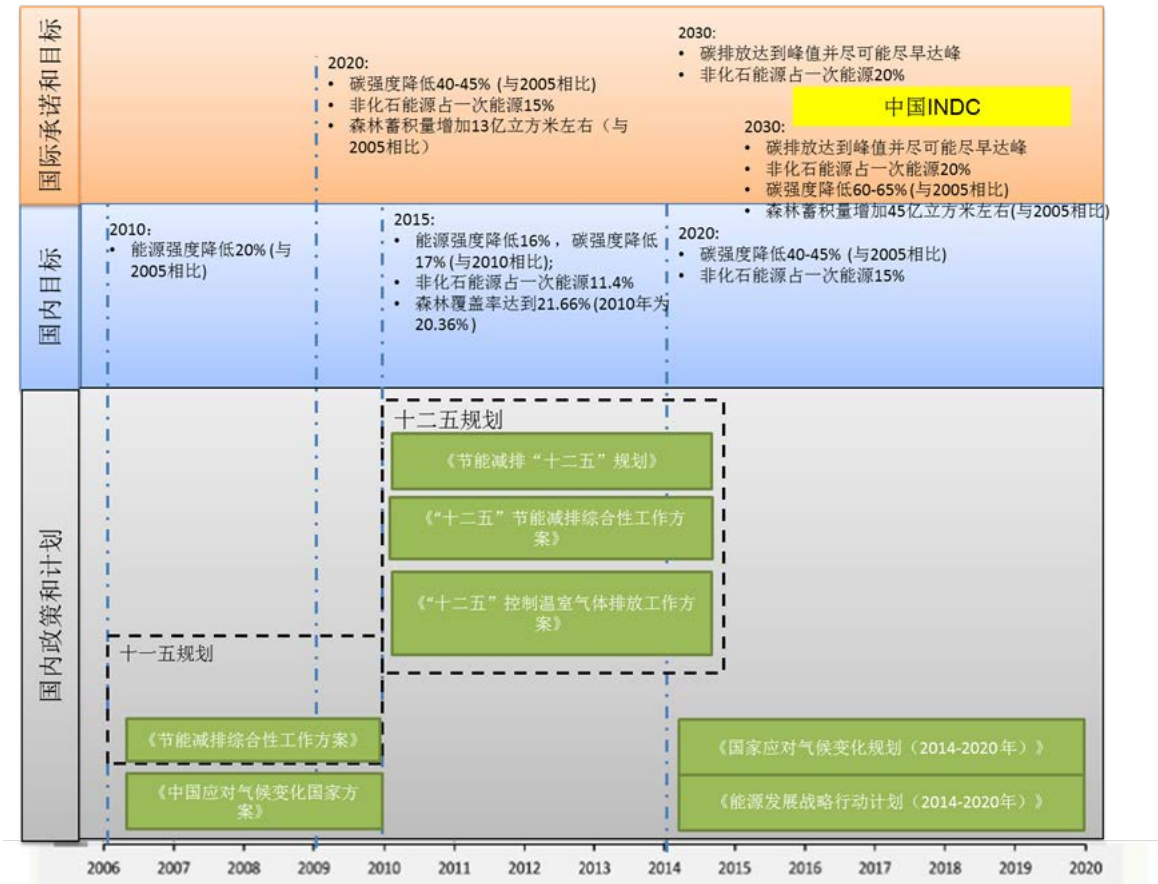 国际承诺和目标
2020:
• 碳强度降低40-45% (与2005相比)
• 非化石能源占一次能源15%
• 森林蓄积量增加13亿立方米左右（与
2005相比）
2030:
• 碳排放达到峰值并尽可能尽早达峰
• 非化石能源占一次能源20%
中国INDC
2030:
• 碳排放达到峰值并尽可能尽早达峰
• 非化石能源占一次能源20%
• 碳强度降低60-65% (与2005相比)
• 森林蓄积量增加45亿立方米左右(与2005相比)
国内目标
2010:
• 能源强度降低20% (与
2005相比)
2015:
• 能源强度降低16%，碳强度降低
17% (与2010相比);
• 非化石能源占一次能源11.4%
• 森林覆盖率达到21.66% (2010年为
20.36%)
2020:
• 碳强度降低40-45% (与2005相比)
• 非化石能源占一次能源15%
国内政策和计划
十二五规划
《节能减排“十二五”规划》
《“十二五”节能减排综合性工作方
案》
《“十二五”控制温室气体排放工作方
案》
十一五规划
《节能减排综合性工作方案》
《中国应对气候变化国家方
案》
《国家应对气候变化规划（2014-2020年）》
《能源发展战略行动计划（2014-2020年）》
2006 2007 2008 2009 2010 2011 2012 2013 2014 2015 2016 2017 2018 2019 2020